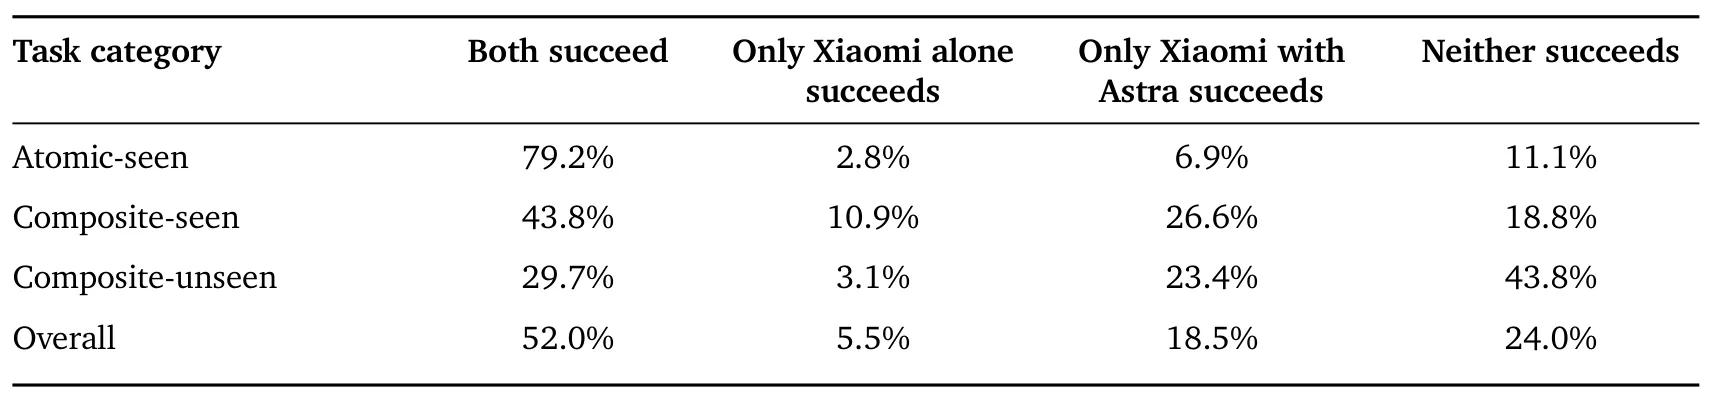 Task category Both succeed Only Xiaomi alone Only Xiaomi with Neither succeeds
succeeds Astra succeeds
Atomic-seen 79.2% 2.8% 6.9% 11.1%
Composite-seen 43.8% 10.9% 26.6% 18.8%
Composite-unseen 29.7% 3.1% 23.4% 43.8%
Overall 52.0% 5.5% 18.5% 24.0%